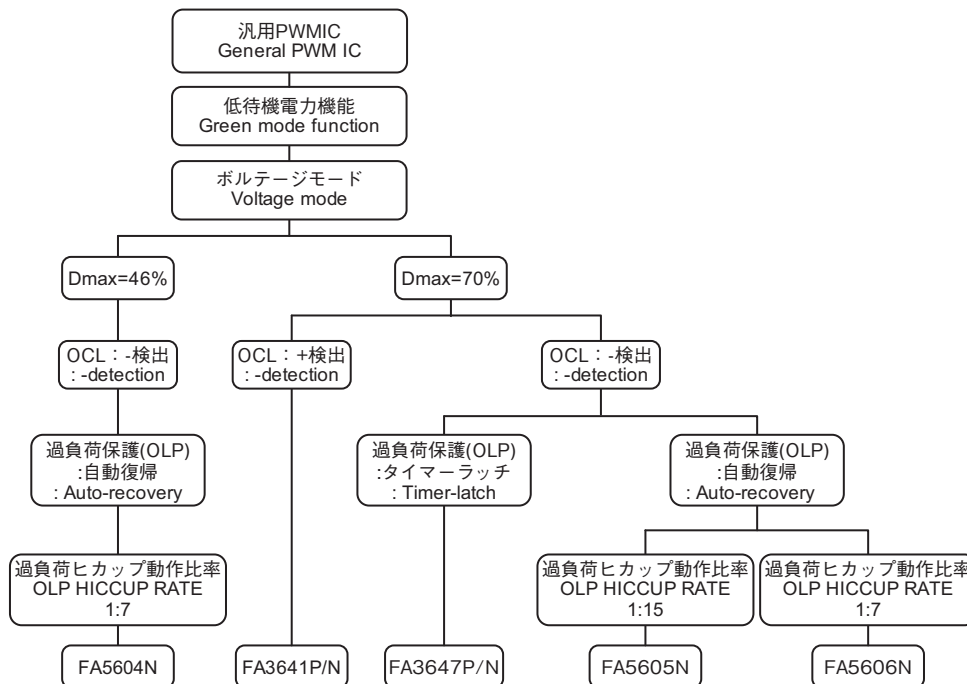 汎用PWMIC
General PWM IC
低待機電力機能
Green mode function
ボルテージモード
Voltage mode
Dmax=46%
Dmax=70%
OCL：-検出
: -detection
OCL：+検出
: -detection
OCL：-検出
: -detection
過負荷保護(OLP)
:自動復帰
: Auto-recovery
過負荷保護(OLP)
:タイマーラッチ
: Timer-latch
過負荷保護(OLP)
:自動復帰
: Auto-recovery
過負荷ヒカップ動作比率
OLP HICCUP RATE
1:7
過負荷ヒカップ動作比率
OLP HICCUP RATE
1:15
過負荷ヒカップ動作比率
OLP HICCUP RATE
1:7
FA5604N
FA3641P/N
FA3647P/N
FA5605N
FA5606N